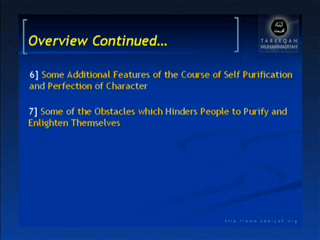 Overview Continued...
TAREEQAH
MUHAMMADIYAH
6] Some Additional Features of the Course of Self Purification
and Perfection of Character
7] Some of the Obstacles which Hinders People to Purify and
Enlighten Themselves